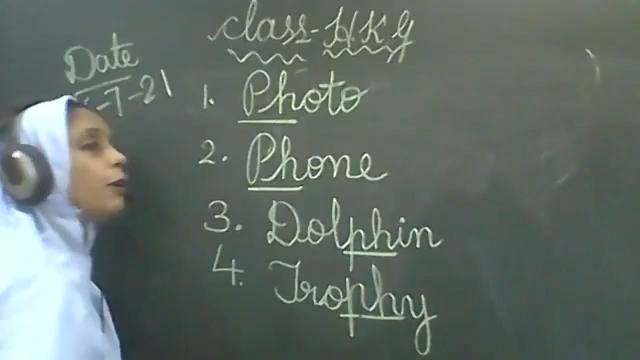 class-H.K.G
Date
-7-21
1. Photo
2. Phone
3. Dolphin
4. Trophy